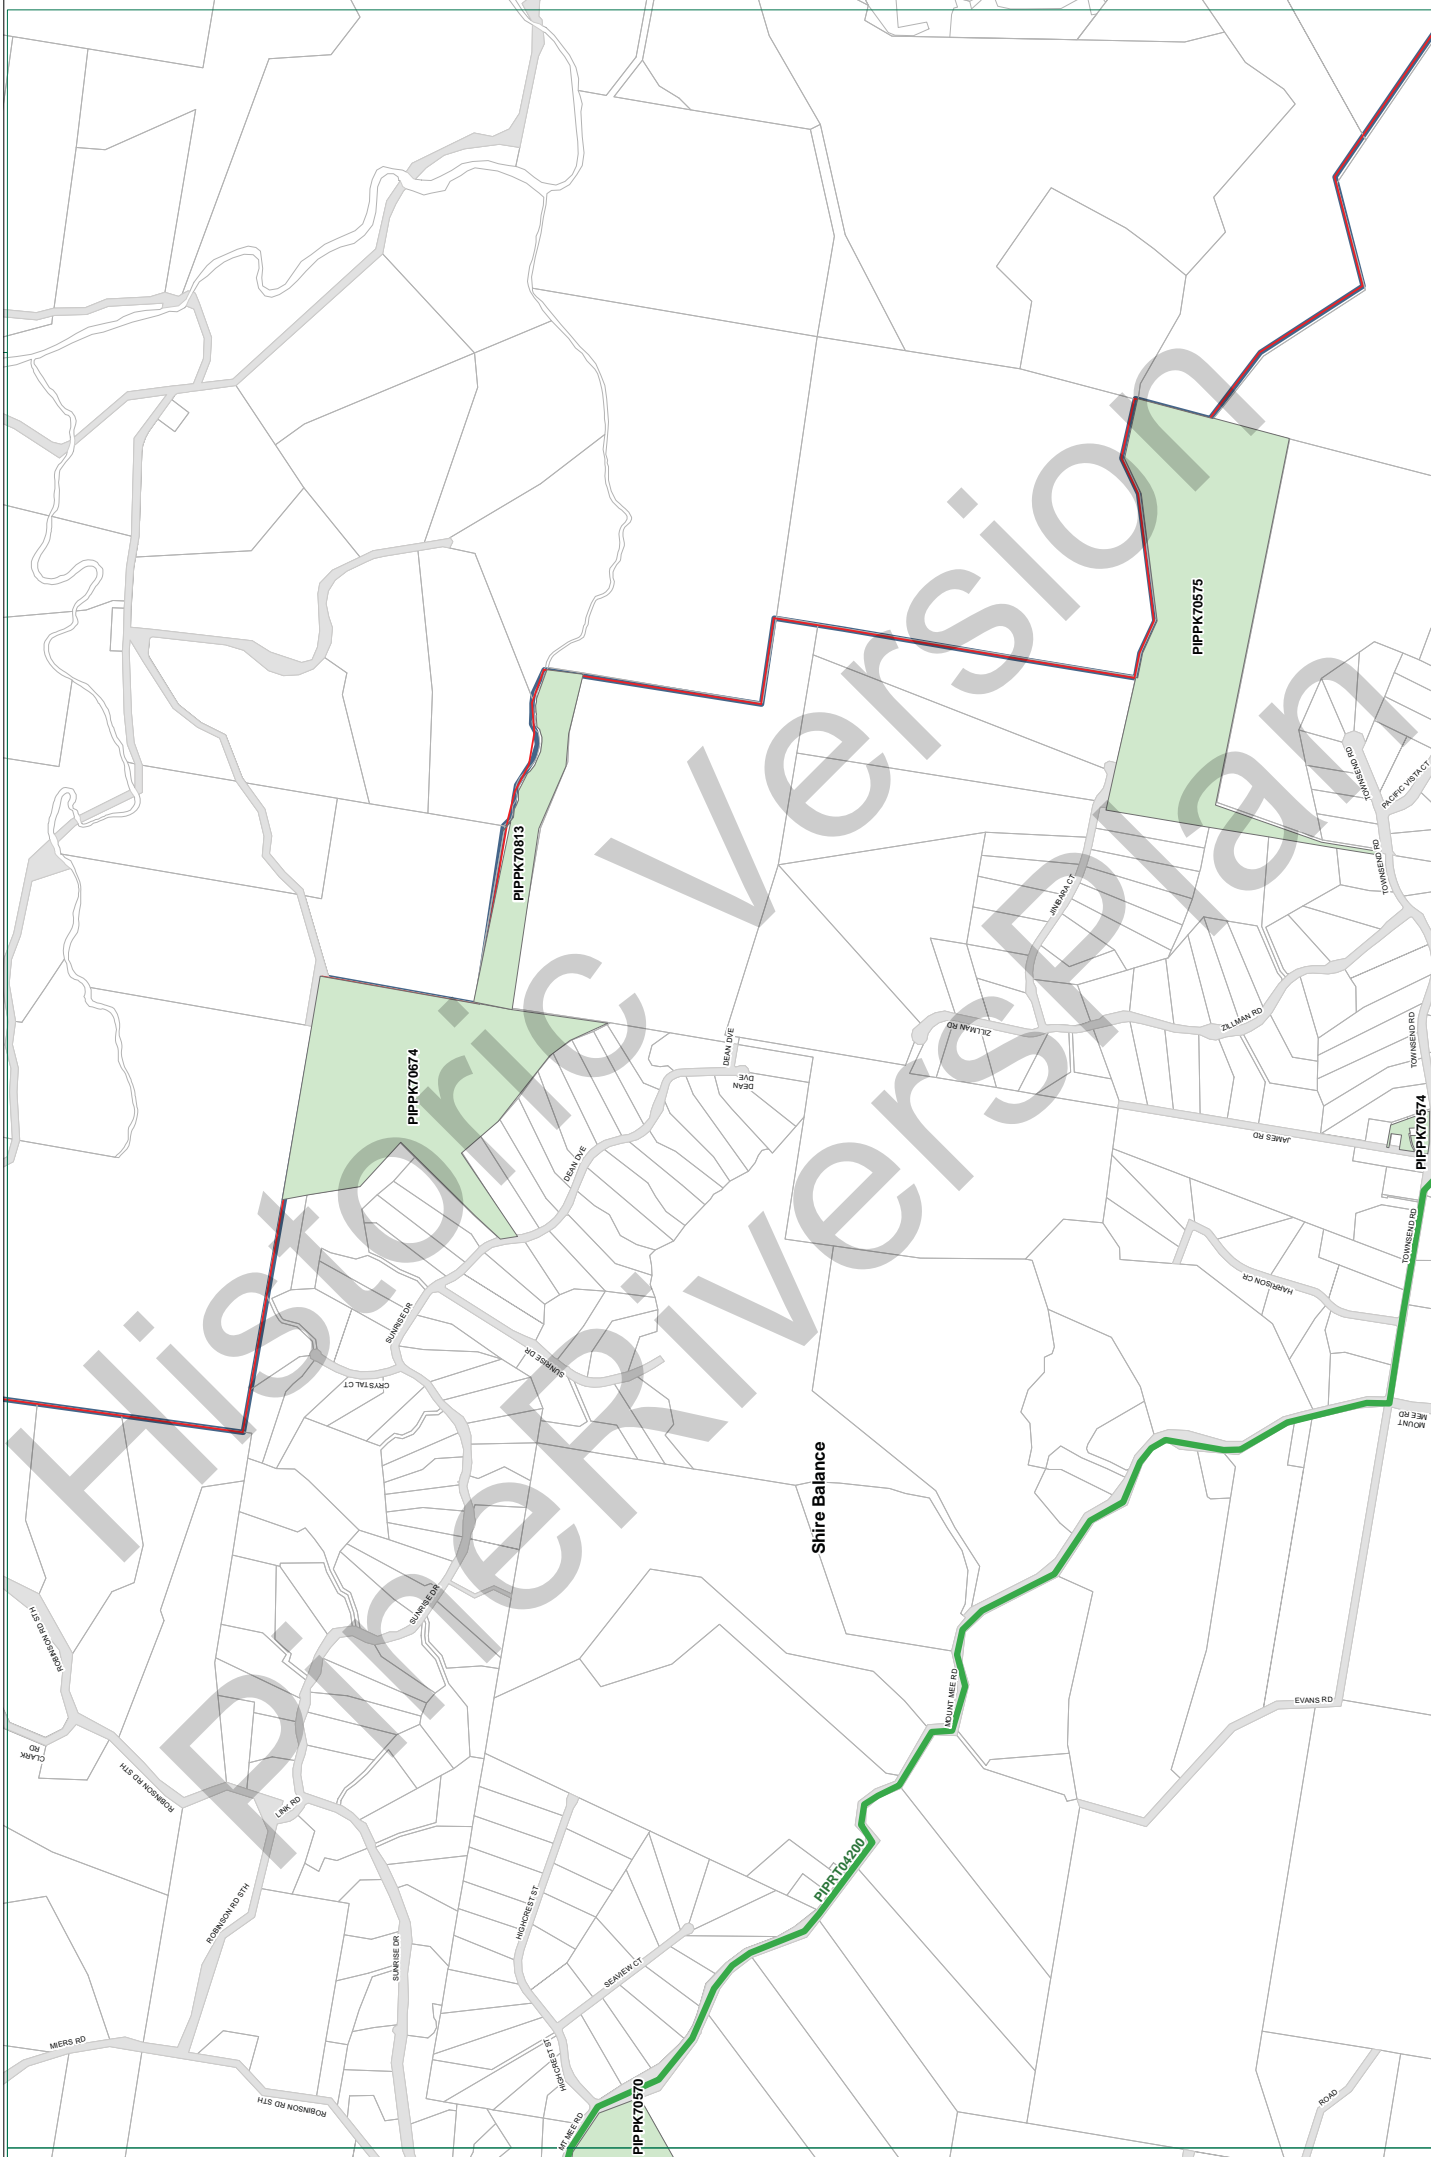 Historic Version
PineRiversPlan
PIPPK70575
TOWNSEND RD
PACIFIC VISTA CT
TOWNSEND RD
PIPPK70813
JINIBARA CT
ZILLMAN RD
ZILLMAN RD
TOWNSEND RD
PIPPK70674
DEAN DVE
DEAN
DVE
DEAN DVE
PIPPK70574
JAMES RD
TOWNSEND RD
HARRISON CR
SUNRISE DR
SUNRISE DR
CRYSTAL CT
MOUNT
MEE RD
Shire Balance
SUNRISE DR
ROBINSON RD STH
MOUNT MEE RD
EVANS RD
CLARK
RD
ROBINSON RD STH
LINK RD
PIPRT04200
HIGHCREST ST
ROBINSON RD STH
SUNRISE DR
SEAVIEW CT
MIERS RD
HIGHCREST ST
ROBINSON RD STH
PIPPK70570
MT MEE RD
ROAD